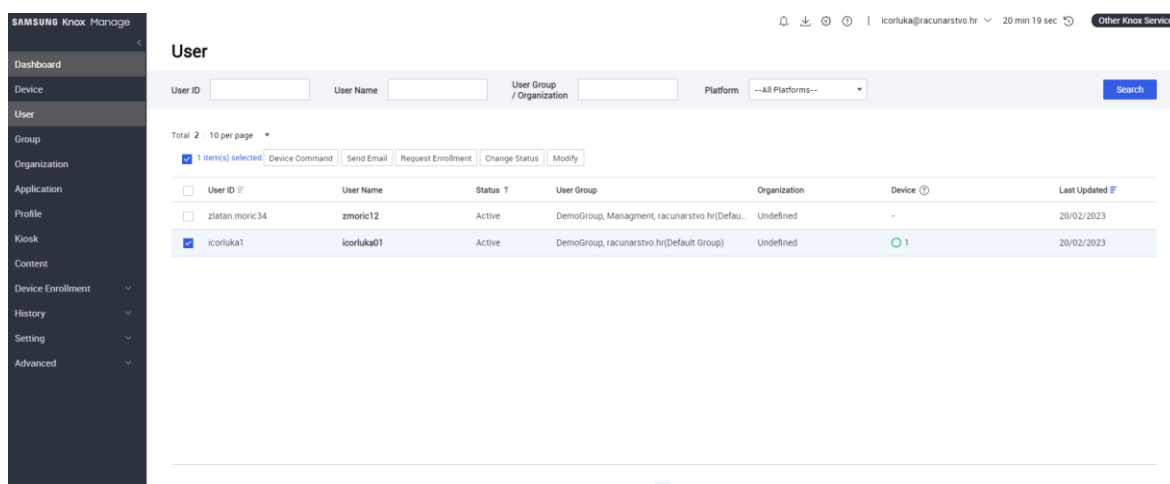 SAMSUNG Knox Manage
icorluka@racunarstvo.hr 20 min 19 sec Other Knox Service
User
Dashboard
Device
User
Group
Organization
Application
Profile
Kiosk
Content
Device Enrollment
History
Setting
Advanced
User ID User Name User Group / Organization Platform --All Platforms-- Search
Total 2 10 per page
1 item(s) selected Device Command Send Email Request Enrollment Change Status Modify
User ID User Name Status User Group Organization Device Last Updated
zlatan.moric34 zmoric12 Active DemoGroup, Managment, racunarstvo.hr(Defau... Undefined - 20/02/2023
icorluka1 icorluka01 Active DemoGroup, racunarstvo.hr(Default Group) Undefined 1 20/02/2023